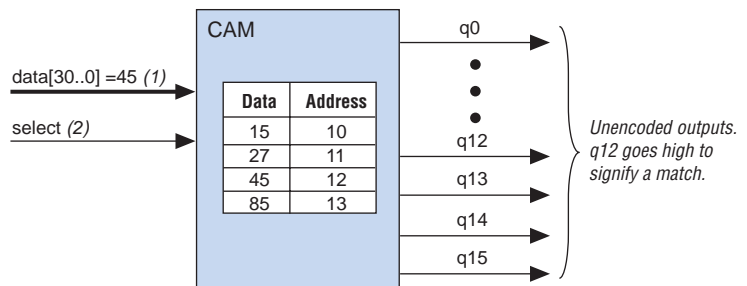 CAM
q0
data[30..0] =45 (1)
select (2)
Data Address
15 10
27 11
45 12
85 13
q12
q13
q14
q15
Unencoded outputs.
q12 goes high to
signify a match.